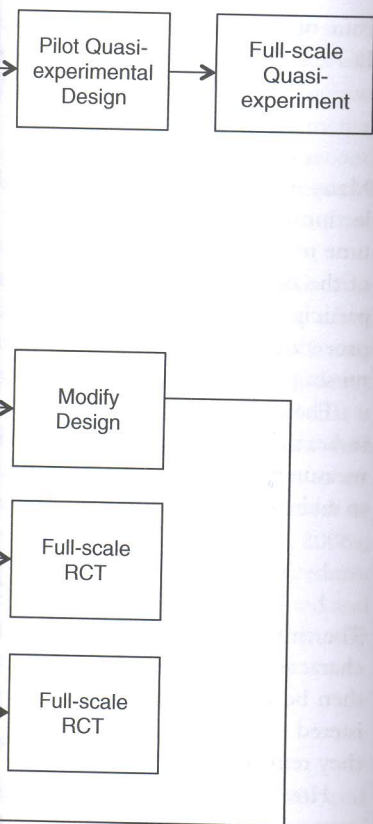 Pilot Quasi-
experimental
Design
Full-scale
Quasi-
experiment
Modify
Design
Full-scale
RCT
Full-scale
RCT